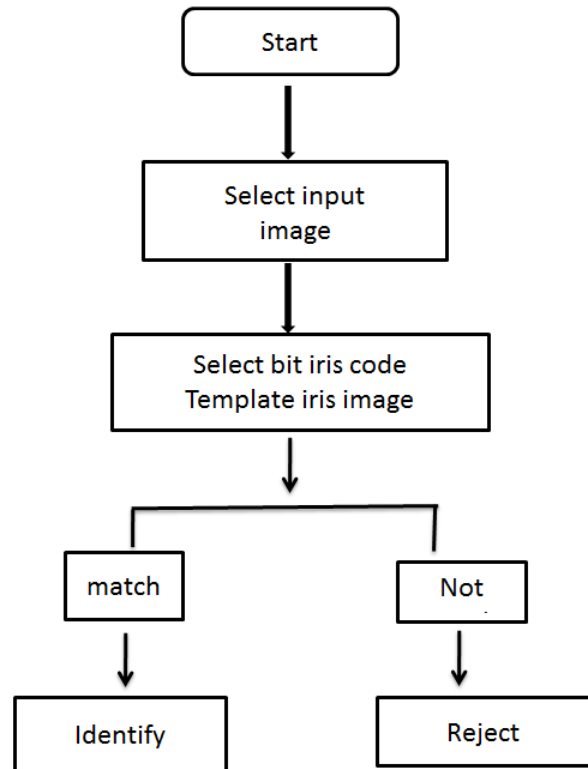 Start
Select input
image
Select bit iris code
Template iris image
match
Not
Identify
Reject